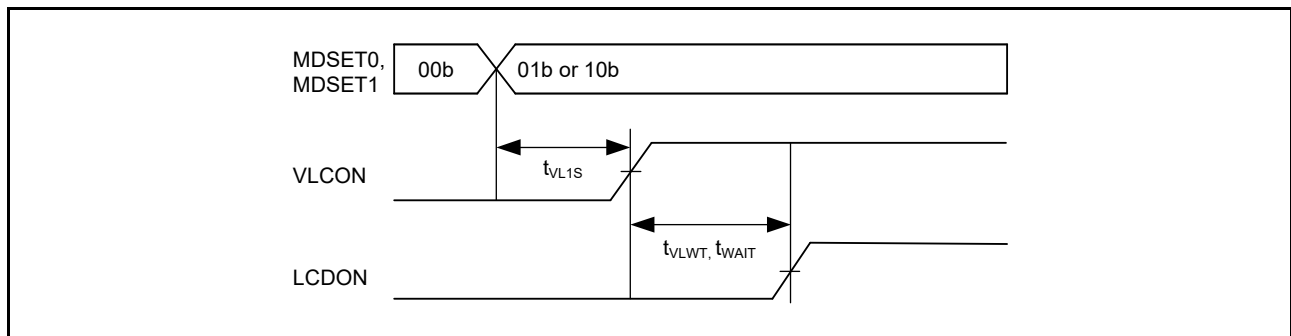 MDSET0,
MDSET1
00b
01b or 10b
tVL1S
VLCON
tVLWT, tWAIT
LCDON